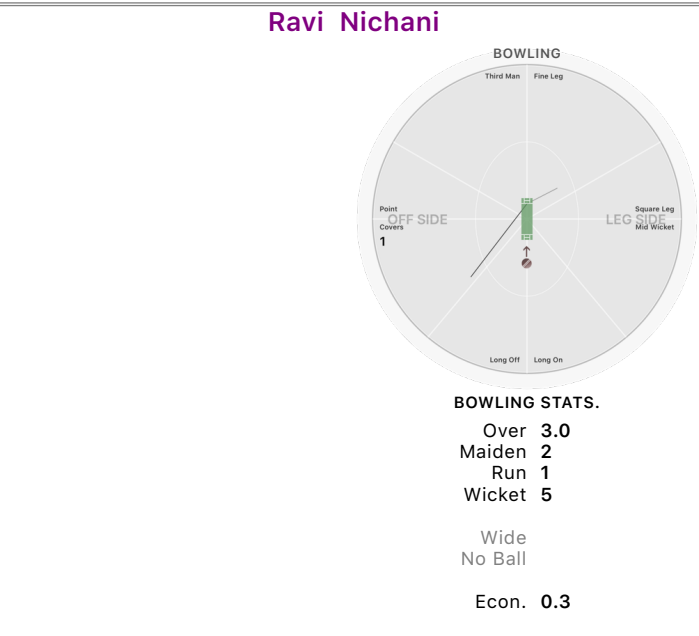 Ravi Nichani
BOWLING
Third Man Fine Leg
Point Square Leg
OFF SIDE LEG SIDE
Covers Mid Wicket
1
Long Off Long On
BOWLING STATS.
Over 3.0
Maiden 2
Run 1
Wicket 5
Wide
No Ball
Econ. 0.3